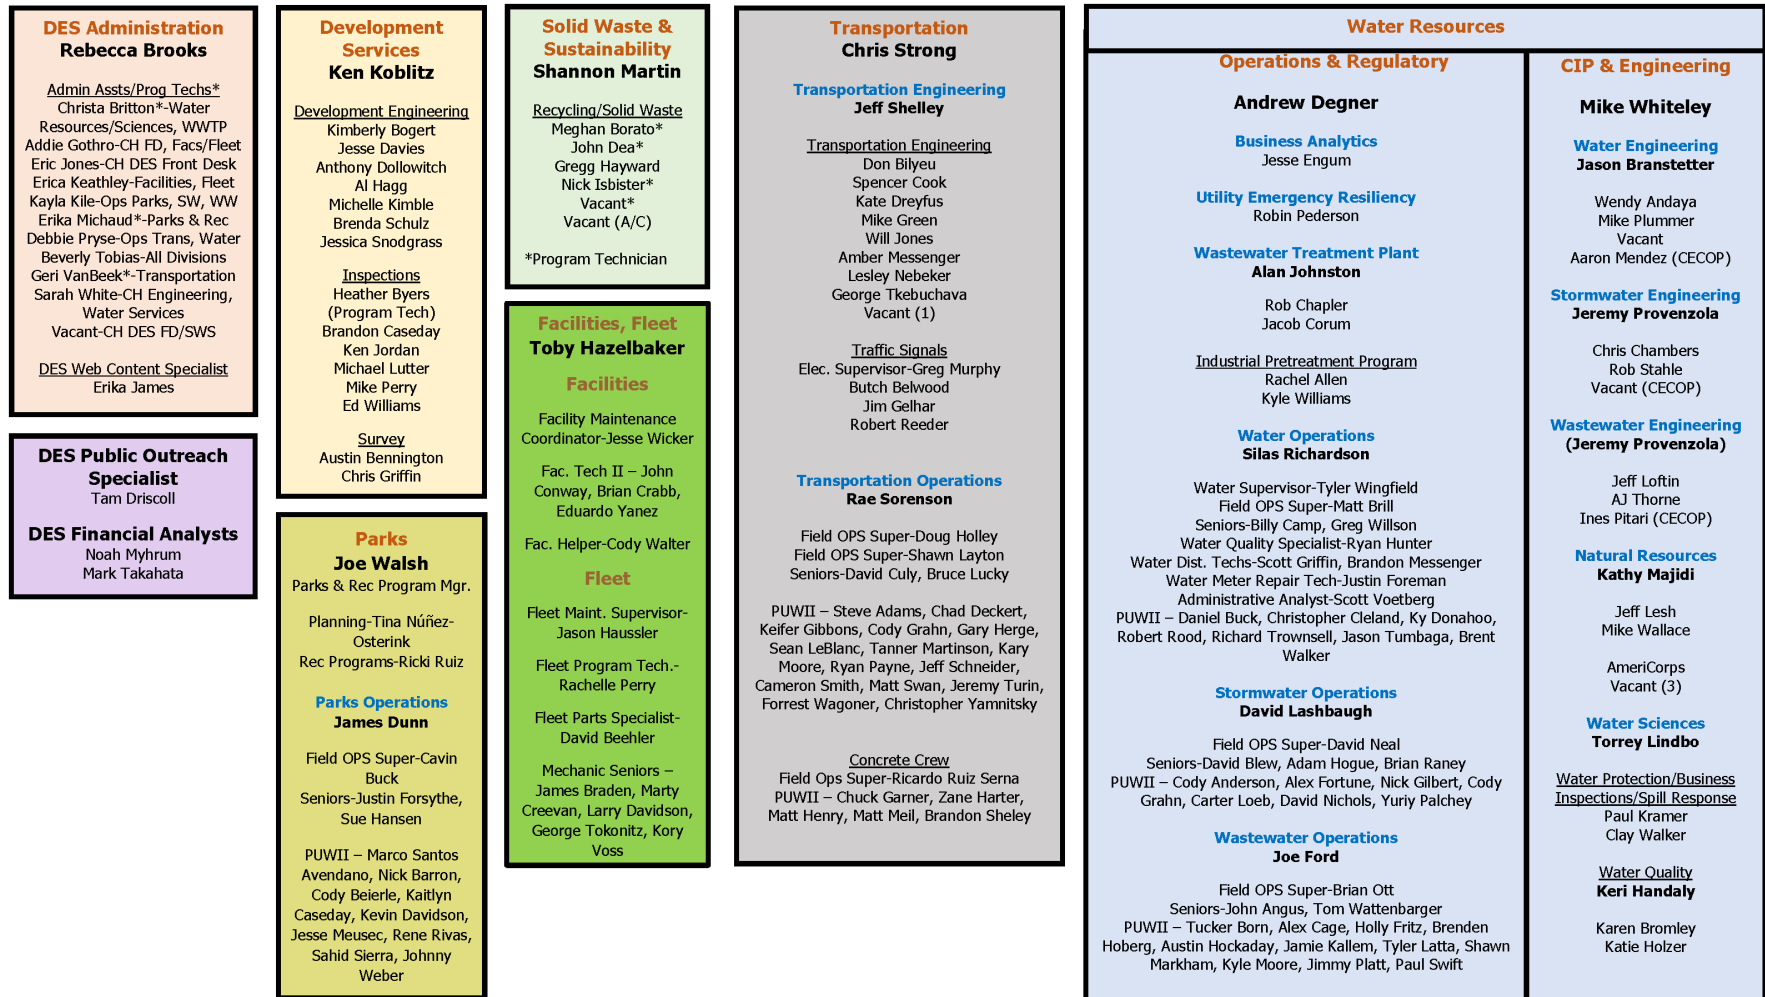 DES Administration
Rebecca Brooks
Admin Assts/Prog Techs*
Christa Britton*-Water
Resources/Sciences, WWTP
Addie Gothro-CH FD, Facs/Fleet
Eric Jones-CH DES Front Desk
Erica Keathley-Facilities, Fleet
Kayla Kile-Ops Parks, SW, WW
Erika Michaud*-Parks & Rec
Debbie Pryse-Ops Trans, Water
Beverly Tobias-All Divisions
Geri VanBeek*-Transportation
Sarah White-CH Engineering,
Water Services
Vacant-CH DES FD/SWS
DES Web Content Specialist
Erika James
DES Public Outreach
Specialist
Tam Driscoll
DES Financial Analysts
Noah Myhrum
Mark Takahata
Development
Services
Ken Koblitz
Development Engineering
Kimberly Bogert
Jesse Davies
Anthony Dollowitch
Al Hagg
Michelle Kimble
Brenda Schulz
Jessica Snodgrass
Inspections
Heather Byers
(Program Tech)
Brandon Caseday
Ken Jordan
Michael Lutter
Mike Perry
Ed Williams
Survey
Austin Bennington
Chris Griffin
Parks
Joe Walsh
Parks & Rec Program Mgr.
Planning-Tina Núñez-
Osterink
Rec Programs-Ricki Ruiz
Parks Operations
James Dunn
Field OPS Super-Cavin
Buck
Seniors-Justin Forsythe,
Sue Hansen
PUWII – Marco Santos
Avendano, Nick Barron,
Cody Beierle, Kaitlyn
Caseday, Kevin Davidson,
Jesse Meusec, Rene Rivas,
Sahid Sierra, Johnny
Weber
Solid Waste &
Sustainability
Shannon Martin
Recycling/Solid Waste
Meghan Borato*
John Dea*
Gregg Hayward
Nick Isbister*
Vacant*
Vacant (A/C)
*Program Technician
Facilities, Fleet
Toby Hazelbaker
Facilities
Facility Maintenance
Coordinator-Jesse Wicker
Fac. Tech II – John
Conway, Brian Crabb,
Eduardo Yanez
Fac. Helper-Cody Walter
Fleet
Fleet Maint. Supervisor-
Jason Haussler
Fleet Program Tech.-
Rachelle Perry
Fleet Parts Specialist-
David Beehler
Mechanic Seniors –
James Braden, Marty
Creevan, Larry Davidson,
George Tokonitz, Kory
Voss
Transportation
Chris Strong
Transportation Engineering
Jeff Shelley
Transportation Engineering
Don Bilyeu
Spencer Cook
Kate Dreyfus
Mike Green
Will Jones
Amber Messenger
Lesley Nebeker
George Tkebuchava
Vacant (1)
Traffic Signals
Elec. Supervisor-Greg Murphy
Butch Belwood
Jim Gelhar
Robert Reeder
Transportation Operations
Rae Sorenson
Field OPS Super-Doug Holley
Field OPS Super-Shawn Layton
Seniors-David Culy, Bruce Lucky
PUWII – Steve Adams, Chad Deckert,
Keifer Gibbons, Cody Grahn, Gary Herge,
Sean LeBlanc, Tanner Martinson, Kary
Moore, Ryan Payne, Jeff Schneider,
Cameron Smith, Matt Swan, Jeremy Turin,
Forrest Wagoner, Christopher Yamnitsky
Concrete Crew
Field Ops Super-Ricardo Ruiz Serna
PUWII – Chuck Garner, Zane Harter,
Matt Henry, Matt Meil, Brandon Sheley
Water Resources
Operations & Regulatory
Andrew Degner
Business Analytics
Jesse Engum
Utility Emergency Resiliency
Robin Pederson
Wastewater Treatment Plant
Alan Johnston
Rob Chapler
Jacob Corum
Industrial Pretreatment Program
Rachel Allen
Kyle Williams
Water Operations
Silas Richardson
Water Supervisor-Tyler Wingfield
Field OPS Super-Matt Brill
Seniors-Billy Camp, Greg Willson
Water Quality Specialist-Ryan Hunter
Water Dist. Techs-Scott Griffin, Brandon Messenger
Water Meter Repair Tech-Justin Foreman
Administrative Analyst-Scott Voetberg
PUWII – Daniel Buck, Christopher Cleland, Ky Donahoo,
Robert Rood, Richard Trownsell, Jason Tumbaga, Brent
Walker
Stormwater Operations
David Lashbaugh
Field OPS Super-David Neal
Seniors-David Blew, Adam Hogue, Brian Raney
PUWII – Cody Anderson, Alex Fortune, Nick Gilbert, Cody
Grahn, Carter Loeb, David Nichols, Yuriy Palchey
Wastewater Operations
Joe Ford
Field OPS Super-Brian Ott
Seniors-John Angus, Tom Wattenbarger
PUWII – Tucker Born, Alex Cage, Holly Fritz, Brenden
Hoberg, Austin Hockaday, Jamie Kallem, Tyler Latta, Shawn
Markham, Kyle Moore, Jimmy Platt, Paul Swift
CIP & Engineering
Mike Whiteley
Water Engineering
Jason Branstetter
Wendy Andaya
Mike Plummer
Vacant
Aaron Mendez (CECOP)
Stormwater Engineering
Jeremy Provenzola
Chris Chambers
Rob Stahle
Vacant (CECOP)
Wastewater Engineering
(Jeremy Provenzola)
Jeff Loftin
AJ Thorne
Ines Pitari (CECOP)
Natural Resources
Kathy Majidi
Jeff Lesh
Mike Wallace
AmeriCorps
Vacant (3)
Water Sciences
Torrey Lindbo
Water Protection/Business
Inspections/Spill Response
Paul Kramer
Clay Walker
Water Quality
Keri Handaly
Karen Bromley
Katie Holzer